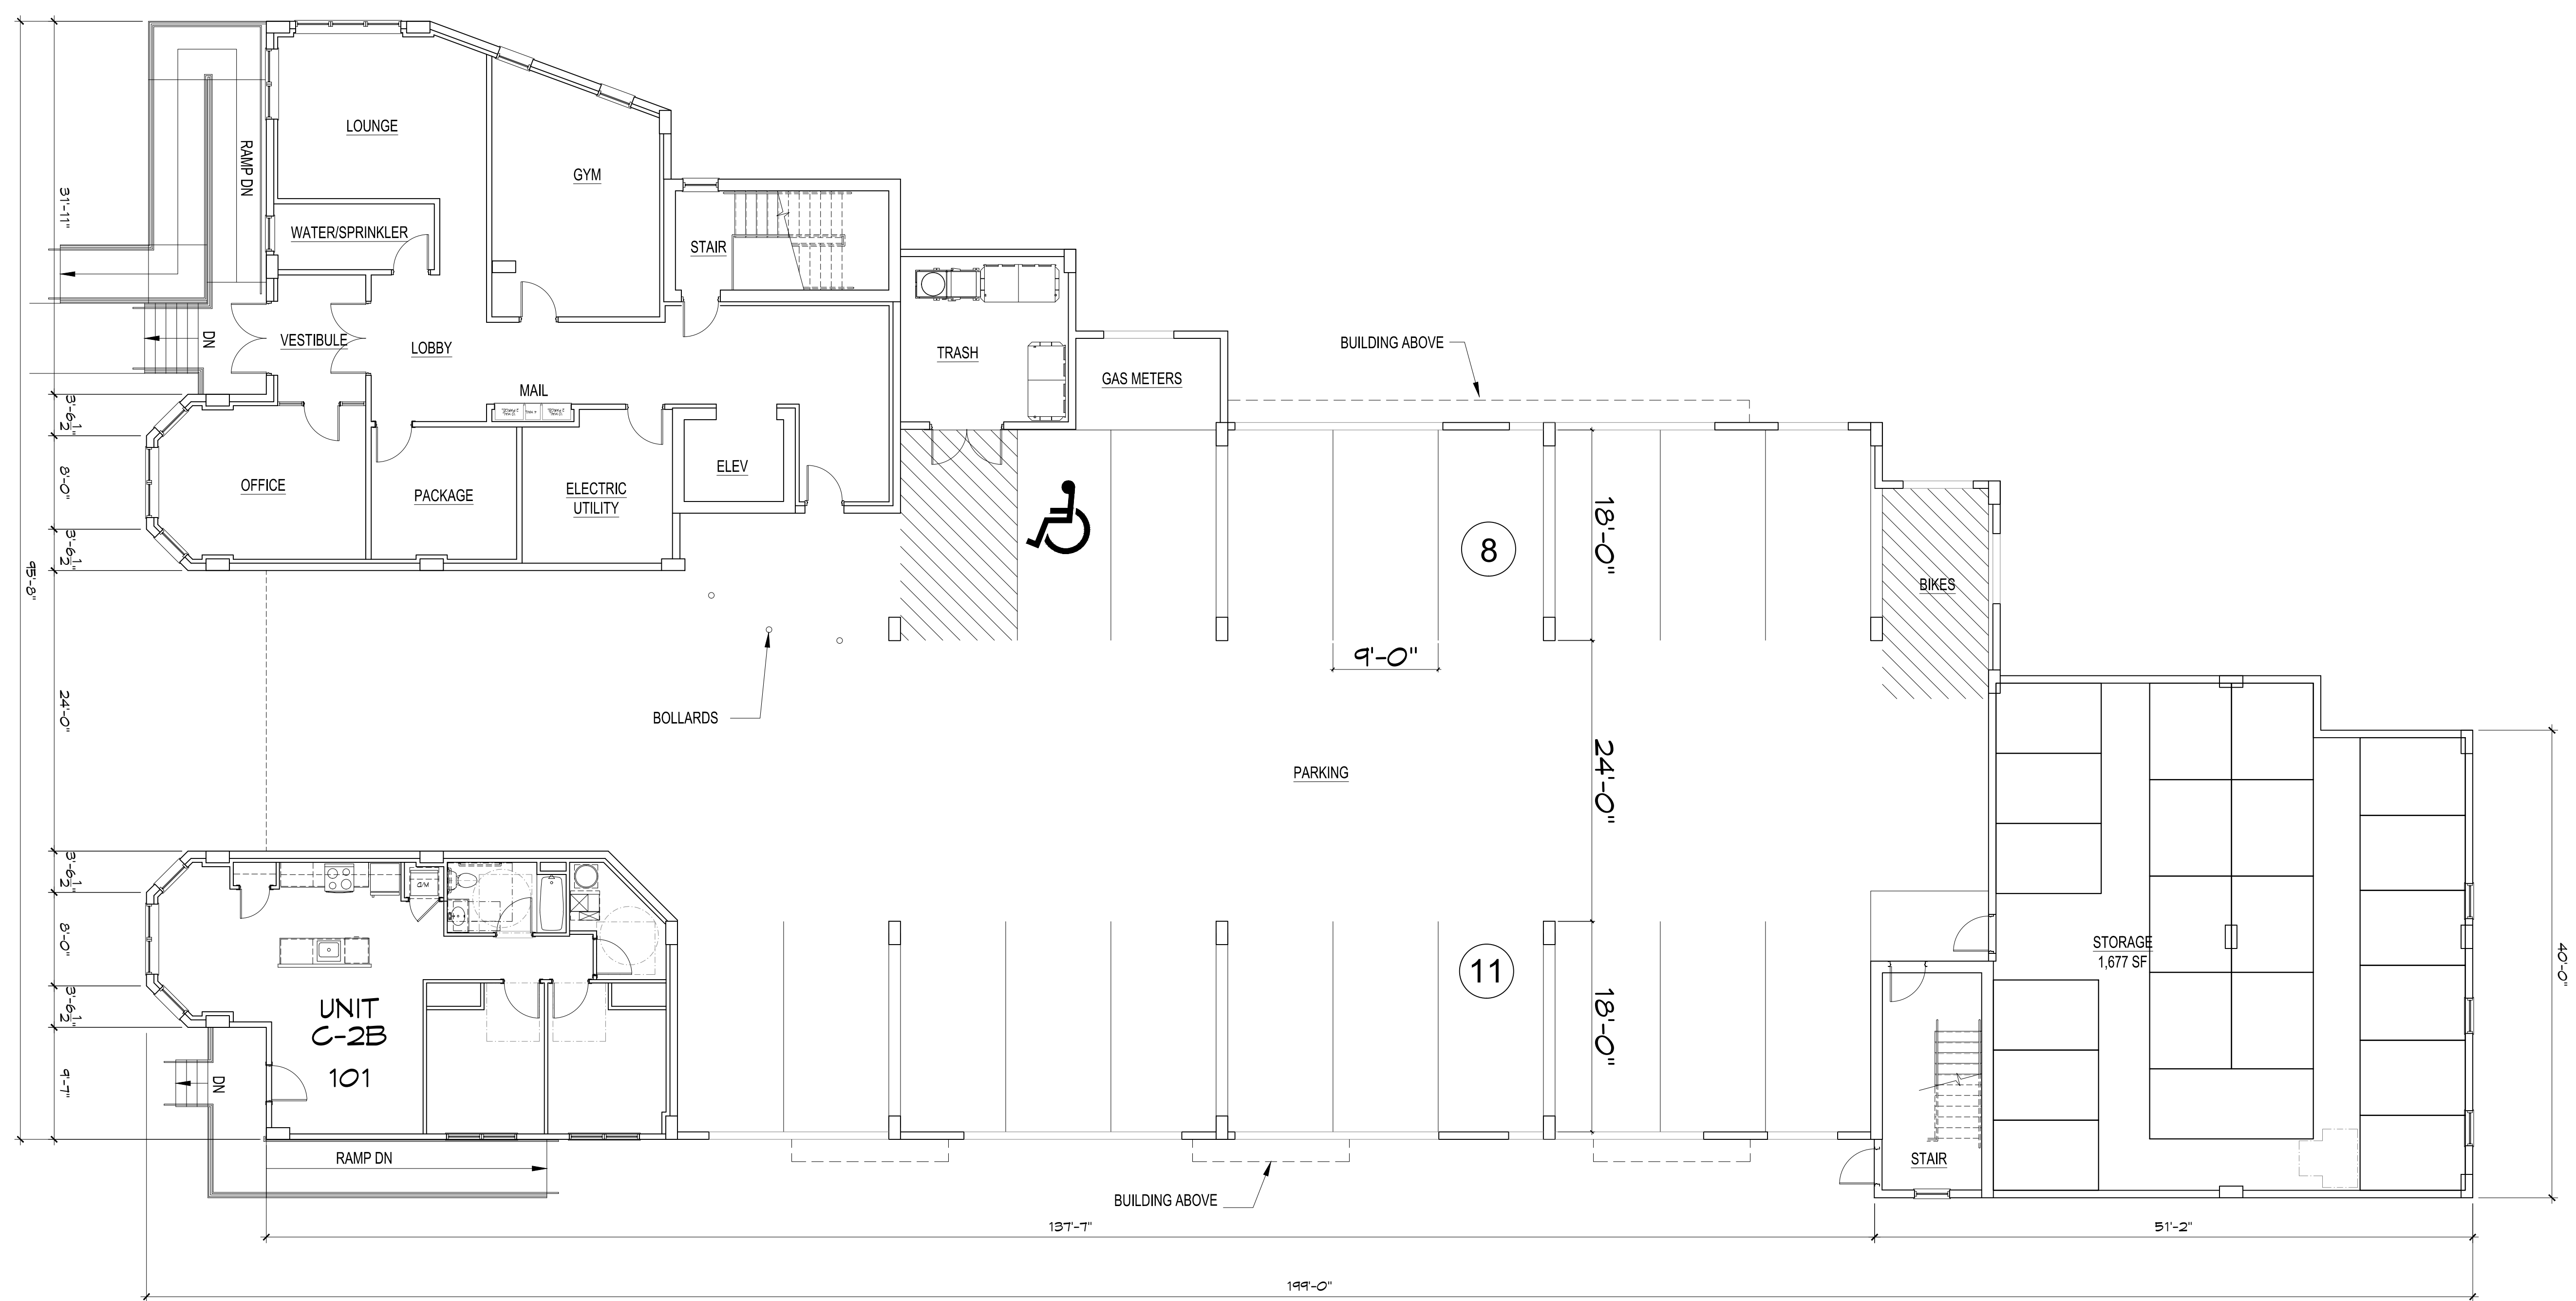 LOUNGE
GYM
RAMP DN
31'-11"
WATER/SPRINKLER
STAIR
DN
VESTIBULE
LOBBY
TRASH
BUILDING ABOVE
GAS METERS
MAIL
3'-6 1/2"
8'-0"
3'-6 1/2"
95'-8"
OFFICE
PACKAGE
ELECTRIC
UTILITY
ELEV
8
18'-0"
BIKES
9'-0"
BOLLARDS
24'-0"
PARKING
24'-0"
3'-6 1/2"
8'-0"
3'-6 1/2"
9'-7"
UNIT
C-2B
101
DN
11
18'-0"
STORAGE
1,677 SF
40'-0"
RAMP DN
STAIR
BUILDING ABOVE
137'-7"
51'-2"
199'-0"